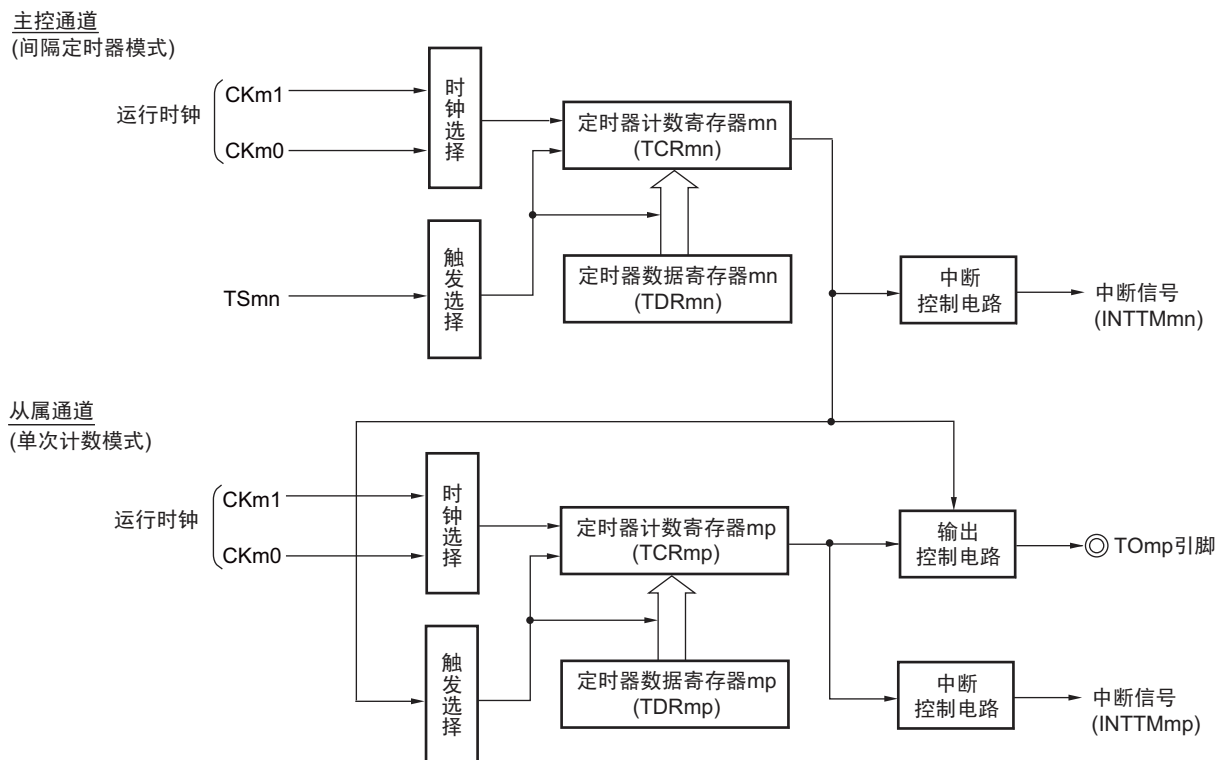 主控通道
(间隔定时器模式)
运行时钟
CKm1
CKm0
时钟选择
定时器计数寄存器mn
(TCRmn)
TSmn
触发选择
定时器数据寄存器mn
(TDRmn)
中断
控制电路
中断信号
(INTTMmn)
从属通道
(单次计数模式)
运行时钟
CKm1
CKm0
时钟选择
定时器计数寄存器mp
(TCRmp)
输出
控制电路
TOmp引脚
触发选择
定时器数据寄存器mp
(TDRmp)
中断
控制电路
中断信号
(INTTMmp)